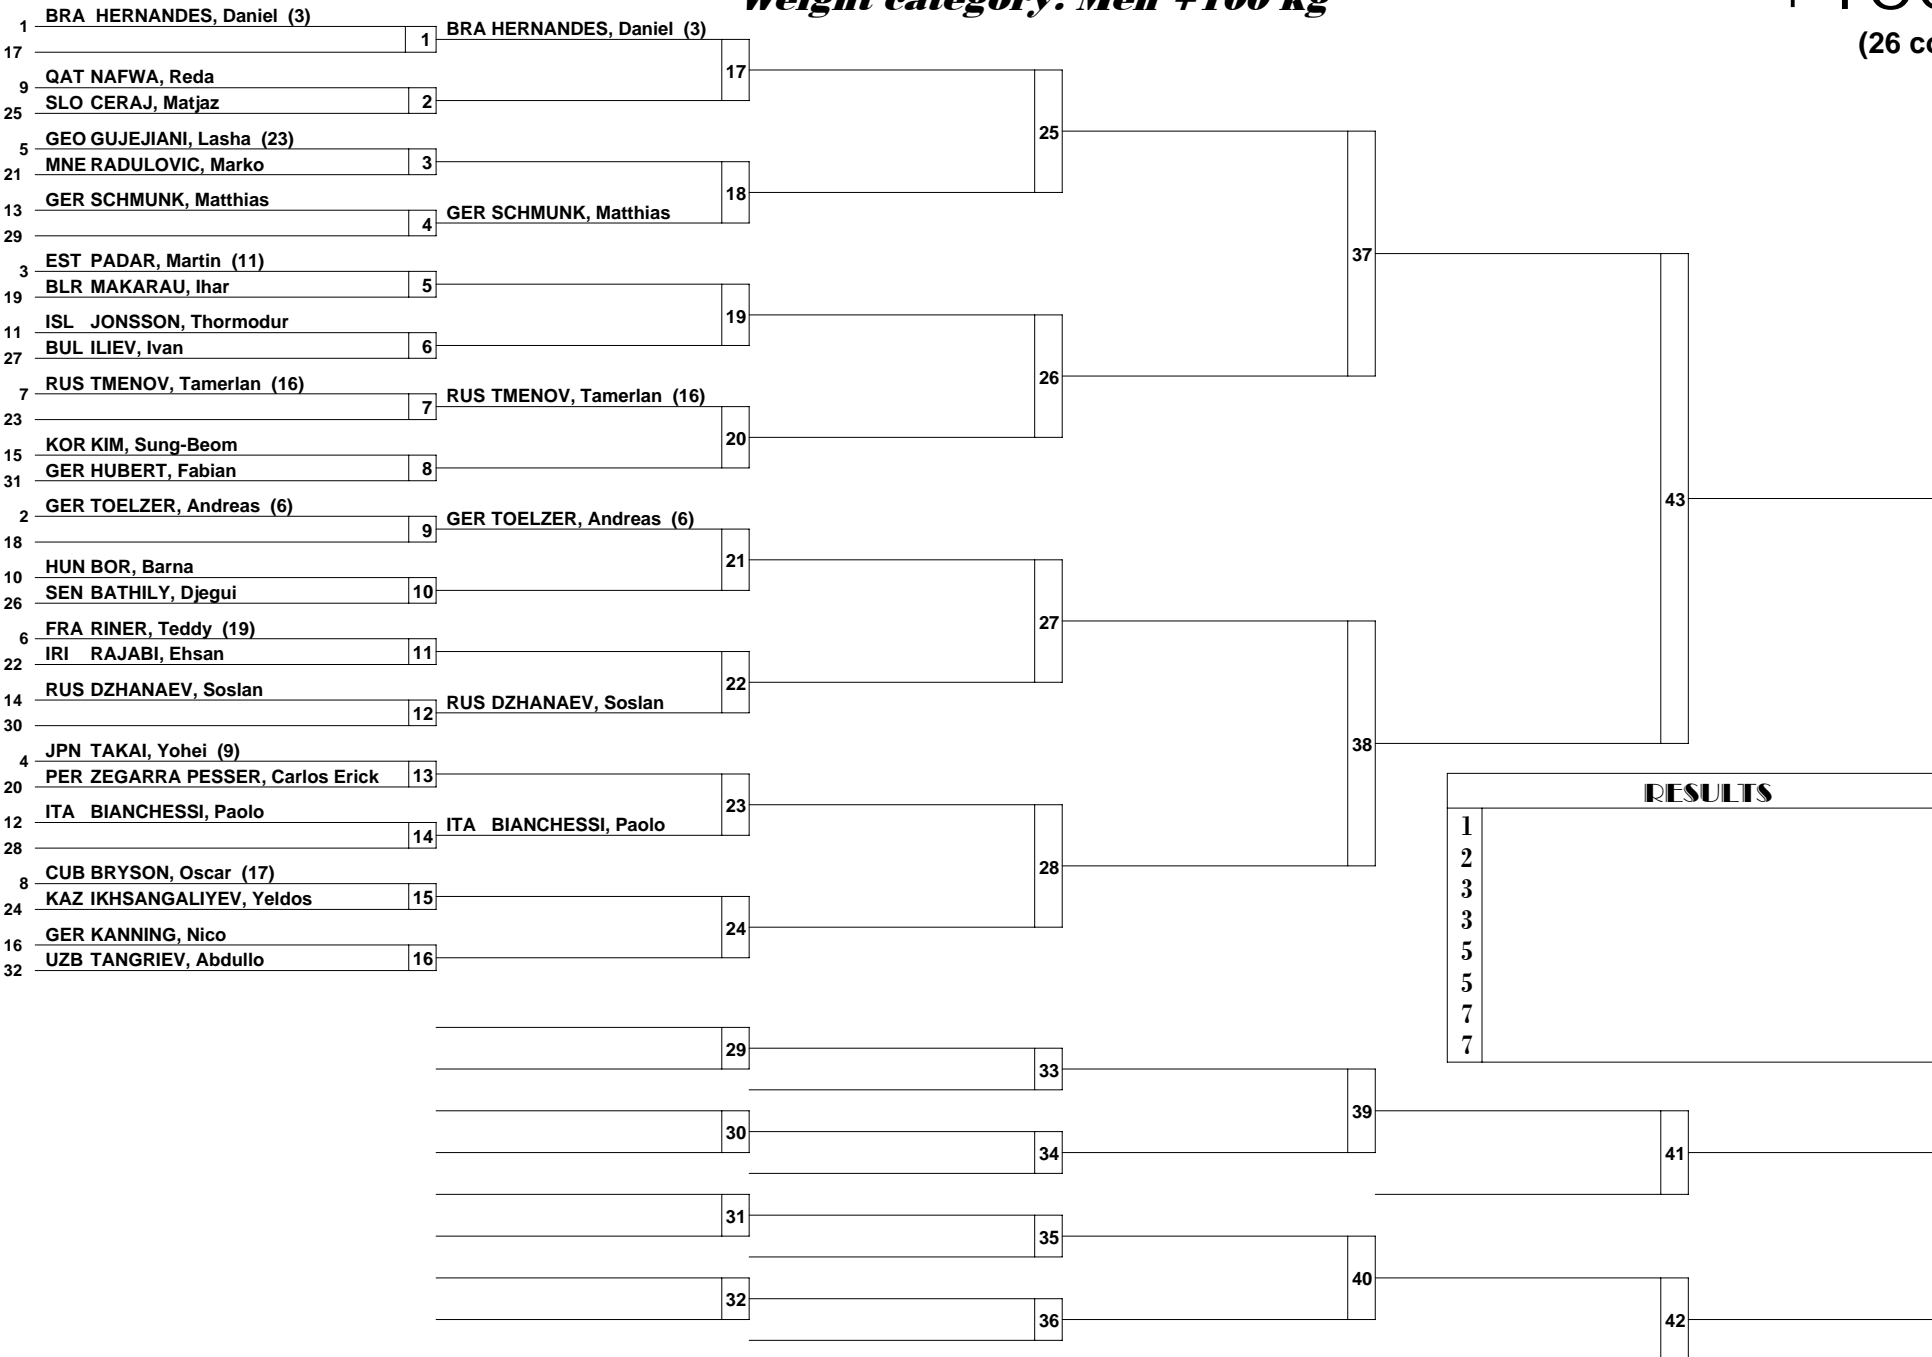 Weight category: Men +100 kg
(26
1 BRA HERNANDES, Daniel (3)
17
1 BRA HERNANDES, Daniel (3)
17
9 QAT NAFWA, Reda
25 SLO CERAJ, Matjaz
2
25
5 GEO GUJEJIANI, Lasha (23)
21 MNE RADULOVIC, Marko
3
18
13 GER SCHMUNK, Matthias
29
4 GER SCHMUNK, Matthias
37
3 EST PADAR, Martin (11)
19 BLR MAKARAU, Ihar
5
19
11 ISL JONSSON, Thormodur
27 BUL ILIEV, Ivan
6
26
7 RUS TMENOV, Tamerlan (16)
23
7 RUS TMENOV, Tamerlan (16)
20
15 KOR KIM, Sung-Beom
31 GER HUBERT, Fabian
8
43
2 GER TOELZER, Andreas (6)
18
9 GER TOELZER, Andreas (6)
21
10 HUN BOR, Barna
26 SEN BATHILY, Djegui
10
27
6 FRA RINER, Teddy (19)
22 IRI RAJABI, Ehsan
11
22
14 RUS DZHANAEV, Soslan
30
12 RUS DZHANAEV, Soslan
38
4 JPN TAKAI, Yohei (9)
20 PER ZEGARRA PESSER, Carlos Erick
13
23
12 ITA BIANCHESSI, Paolo
28
14 ITA BIANCHESSI, Paolo
28
8 CUB BRYSON, Oscar (17)
24 KAZ IKHSANGALIYEV, Yeldos
15
24
16 GER KANNING, Nico
32 UZB TANGRIEV, Abdullo
16
RESULTS
1
2
3
3
5
5
7
7
29
33
39
30
34
41
31
35
40
32
36
42